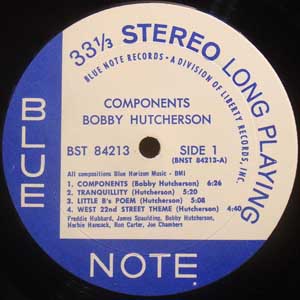 33⅓ STEREO LONG PLAYING
BLUE NOTE RECORDS • A DIVISION OF LIBERTY RECORDS, INC.
COMPONENTS
BOBBY HUTCHERSON
BST 84213 SIDE 1
(BNST 84213-A)
All compositions Blue Horizon Music - BMI
1. COMPONENTS (Bobby Hutcherson) 6:26
2. TRANQUILLITY (Hutcherson) 5:20
3. LITTLE B's POEM (Hutcherson) 5:08
4. WEST 22nd STREET THEME (Hutcherson) 4:40
Freddie Hubbard, James Spaulding, Bobby Hutcherson,
Herbie Hancock, Ron Carter, Joe Chambers
BLUE
NOTE